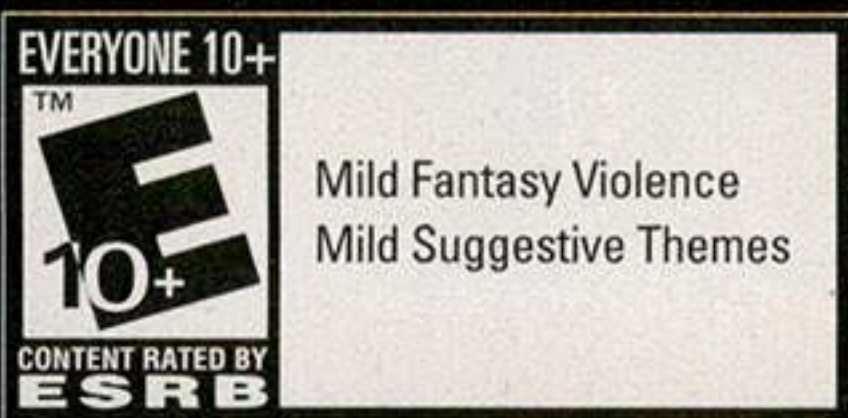 EVERYONE 10+
TM
E
10+
CONTENT RATED BY
ESRB
Mild Fantasy Violence
Mild Suggestive Themes